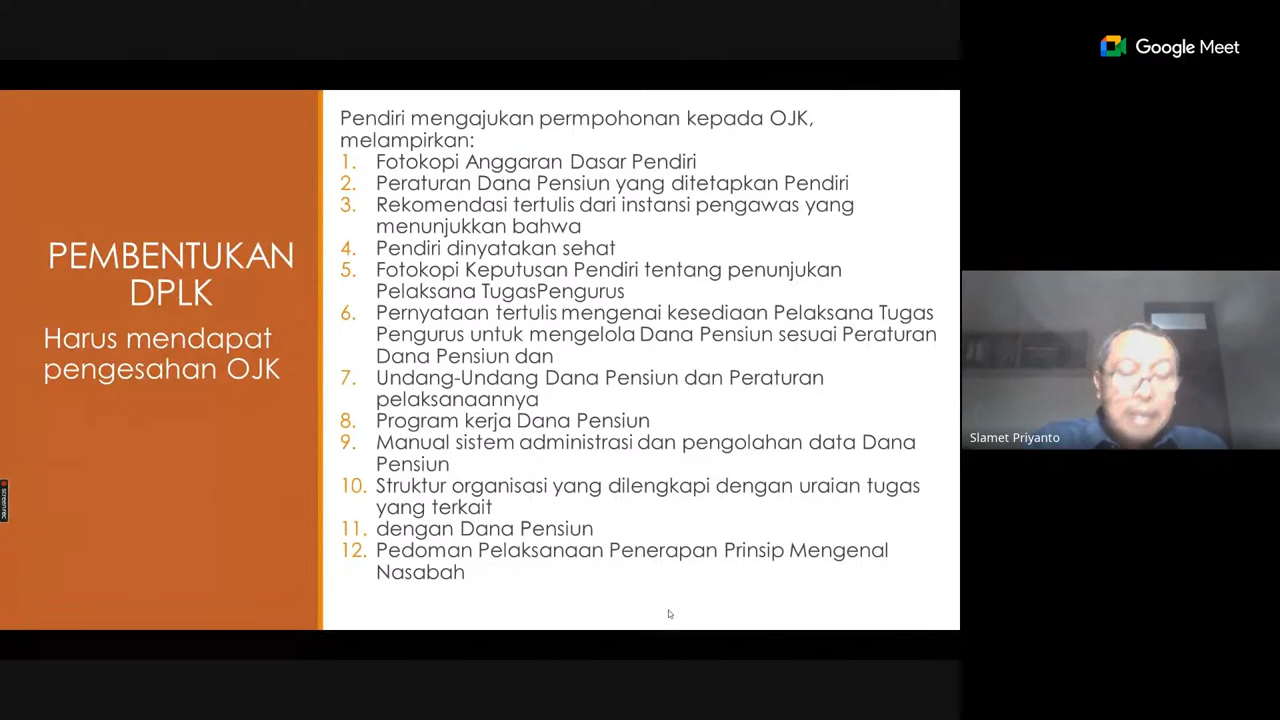 Google Meet
PEMBENTUKAN
DPLK
Harus mendapat
pengesahan OJK
Pendiri mengajukan permpohonan kepada OJK,
melampirkan:
1. Fotokopi Anggaran Dasar Pendiri
2. Peraturan Dana Pensiun yang ditetapkan Pendiri
3. Rekomendasi tertulis dari instansi pengawas yang
menunjukkan bahwa
4. Pendiri dinyatakan sehat
5. Fotokopi Keputusan Pendiri tentang penunjukan
Pelaksana TugasPengurus
6. Pernyataan tertulis mengenai kesediaan Pelaksana Tugas
Pengurus untuk mengelola Dana Pensiun sesuai Peraturan
Dana Pensiun dan
7. Undang-Undang Dana Pensiun dan Peraturan
pelaksanaannya
8. Program kerja Dana Pensiun
9. Manual sistem administrasi dan pengolahan data Dana
Pensiun
10. Struktur organisasi yang dilengkapi dengan uraian tugas
yang terkait
11. dengan Dana Pensiun
12. Pedoman Pelaksanaan Penerapan Prinsip Mengenal
Nasabah
Slamet Priyanto
screenrec